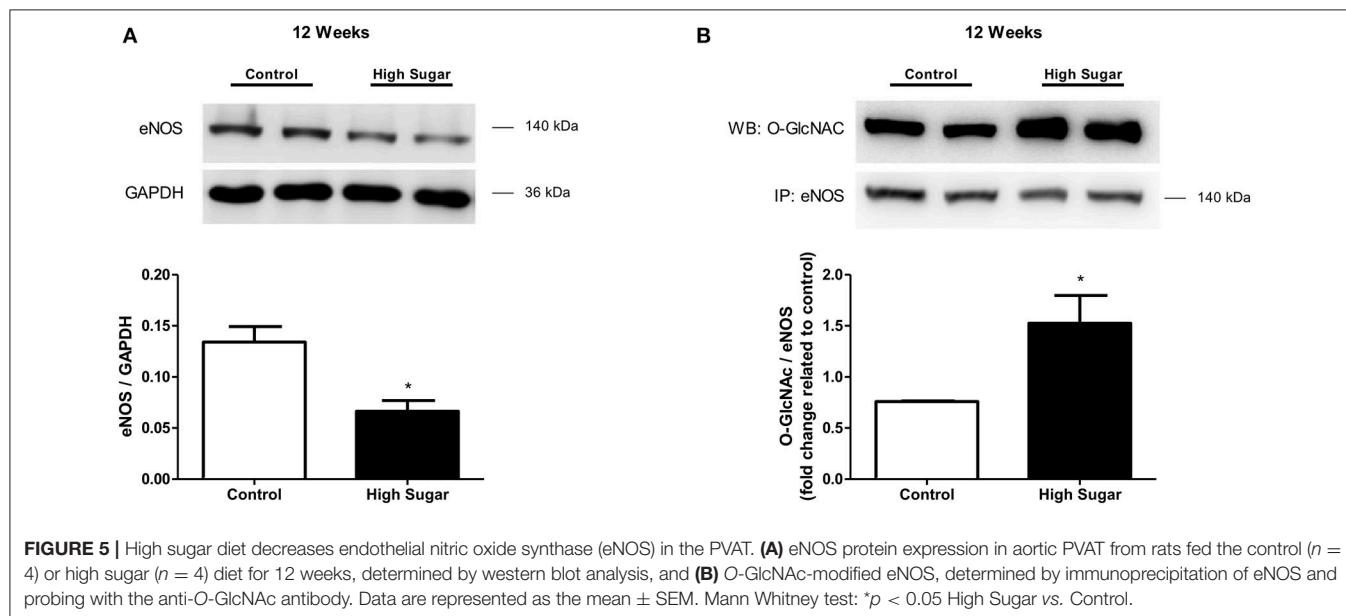 A
12 Weeks
Control High Sugar
eNOS
140 kDa
GAPDH
36 kDa
eNOS / GAPDH
0.20
0.15
0.10
0.05
0.00
*
Control High Sugar
B
12 Weeks
Control High Sugar
WB: O-GlcNAC
IP: eNOS
140 kDa
O-GlcNAc / eNOS
(fold change related to control)
2.0
1.5
1.0
0.5
0.0
*
Control High Sugar
FIGURE 5 | High sugar diet decreases endothelial nitric oxide synthase (eNOS) in the PVAT. (A) eNOS protein expression in aortic PVAT from rats fed the control (n =
4) or high sugar (n = 4) diet for 12 weeks, determined by western blot analysis, and (B) O-GlcNAc-modified eNOS, determined by immunoprecipitation of eNOS and
probing with the anti-O-GlcNAc antibody. Data are represented as the mean ± SEM. Mann Whitney test: *p < 0.05 High Sugar vs. Control.